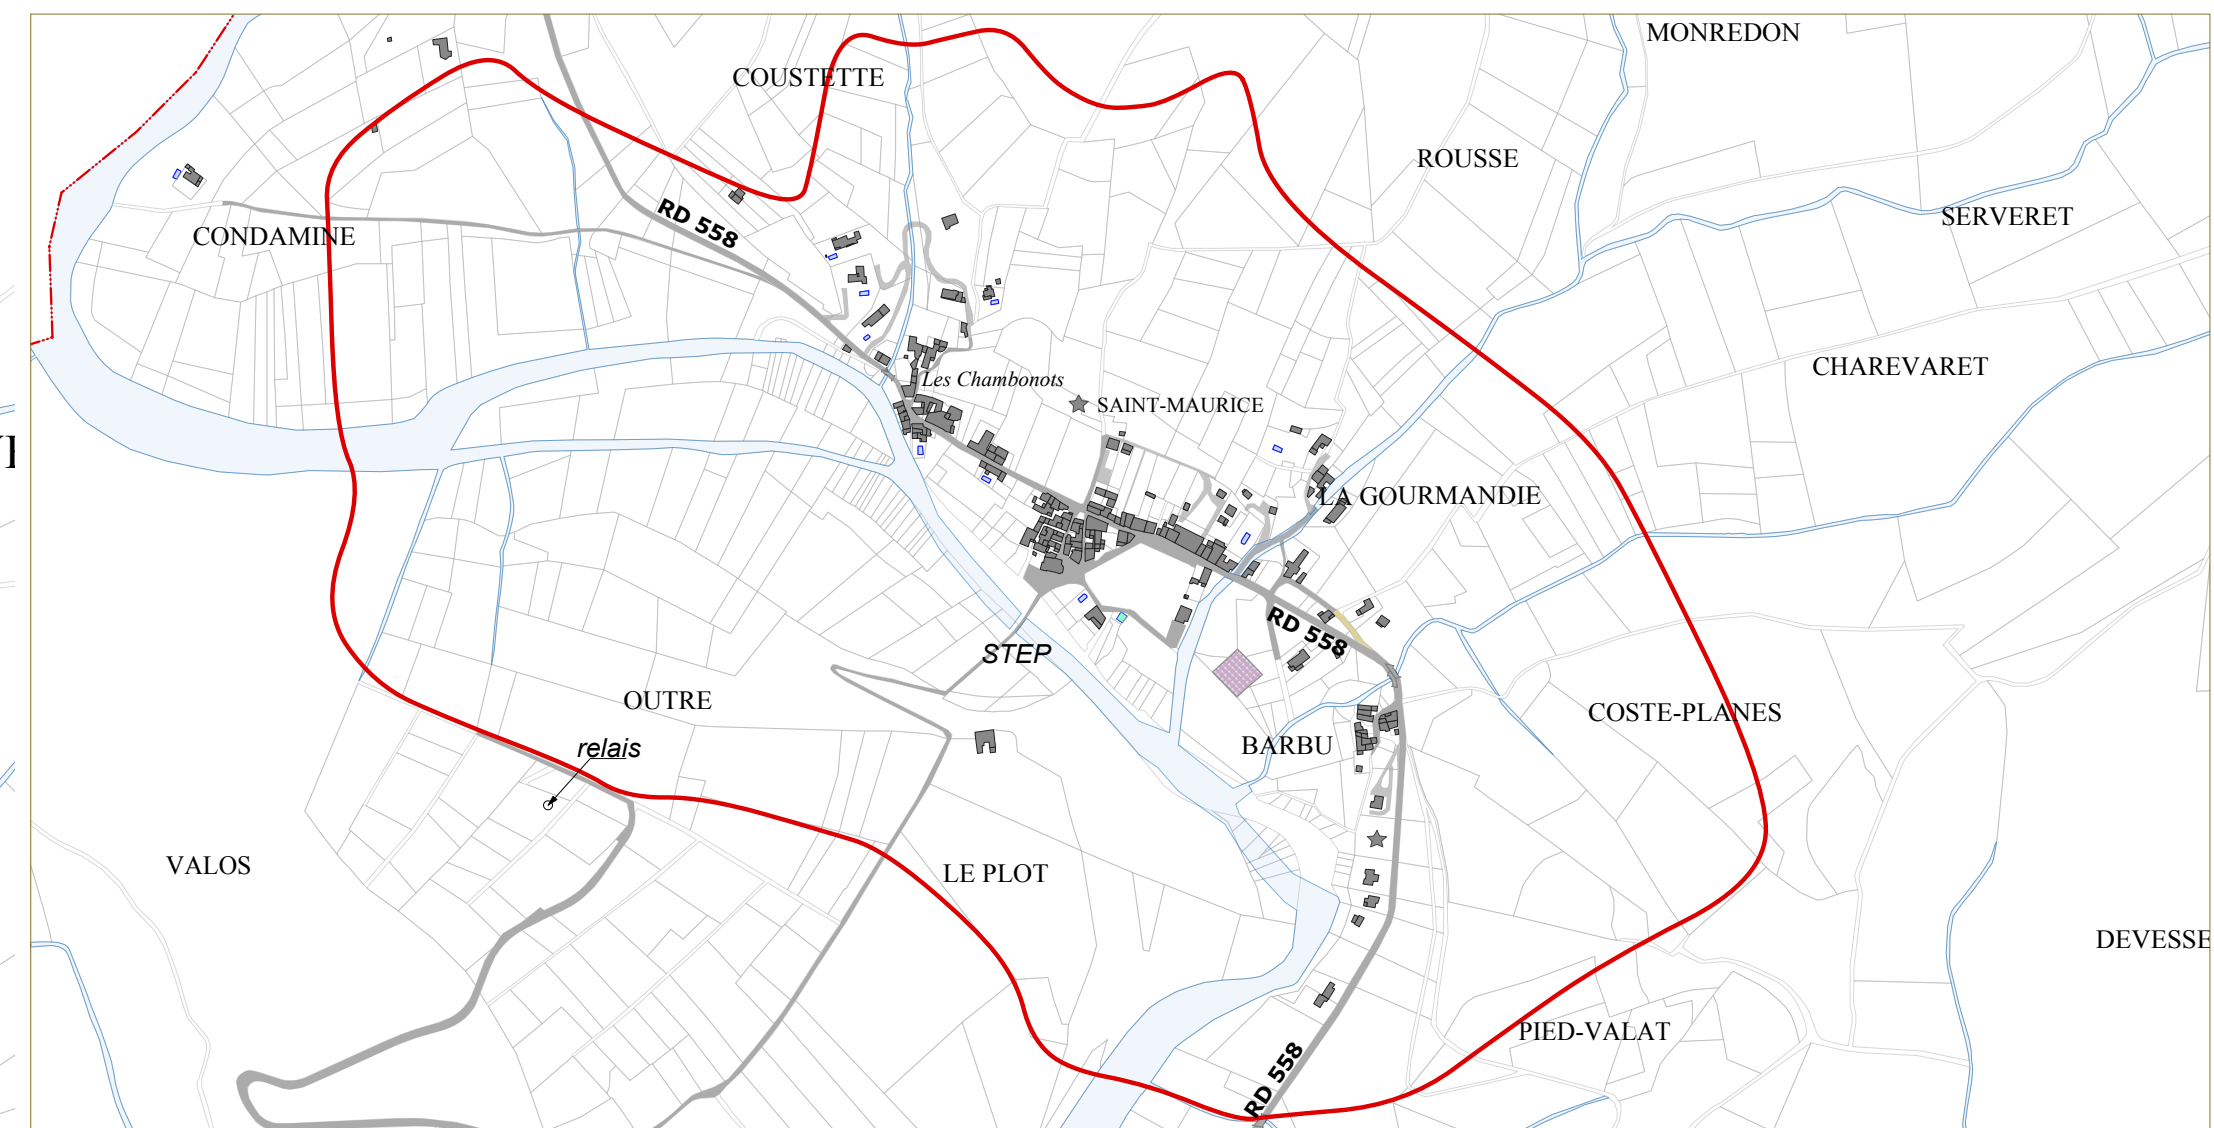 MONREDON
COUSTETTE
ROUSSE
RD 558
SERVERET
CONDAMINE
CHAREVARET
Les Chambonots
SAINT-MAURICE
LA GOURMANDIE
RD 558
STEP
OUTRE
COSTE-PLANES
relais
BARBU
VALOS
LE PLOT
DEVESSE
PIED-VALAT
RD 558